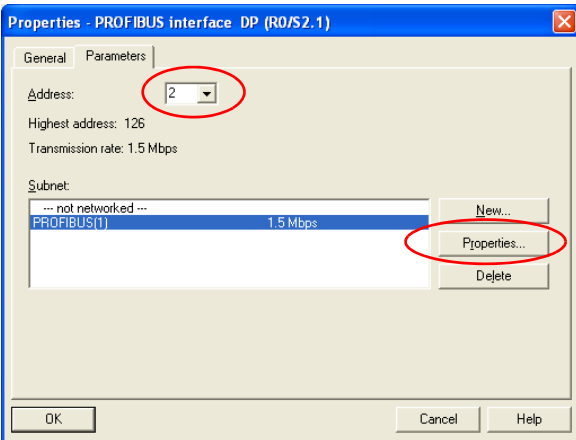 Properties - PROFIBUS interface DP (R0/S2.1)
General Parameters
Address: 2
Highest address: 126
Transmission rate: 1.5 Mbps
Subnet:
--- not networked ---
PROFIBUS(1) 1.5 Mbps
New...
Properties...
Delete
OK Cancel Help